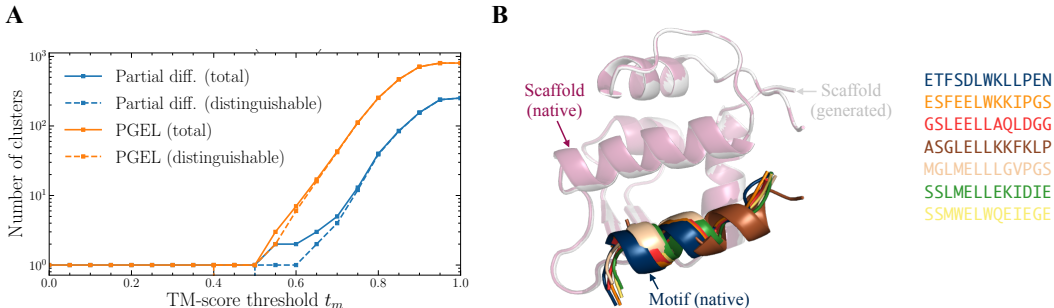 A
Number of clusters
10³
10²
10¹
10⁰
Partial diff. (total)
Partial diff. (distinguishable)
PGEL (total)
PGEL (distinguishable)
0.0 0.2 0.4 0.6 0.8 1.0
TM-score threshold tₘ
B
Scaffold
(native)
Scaffold
(generated)
Motif (native)
ETFSDLWKLLPEN
ESFEELWKKIPGS
GSLEELLAQLDGG
ASGLELLKKFKLP
MGLMELLLGVPGS
SSLMELLEKIDIE
SSMWELWQEIEGE